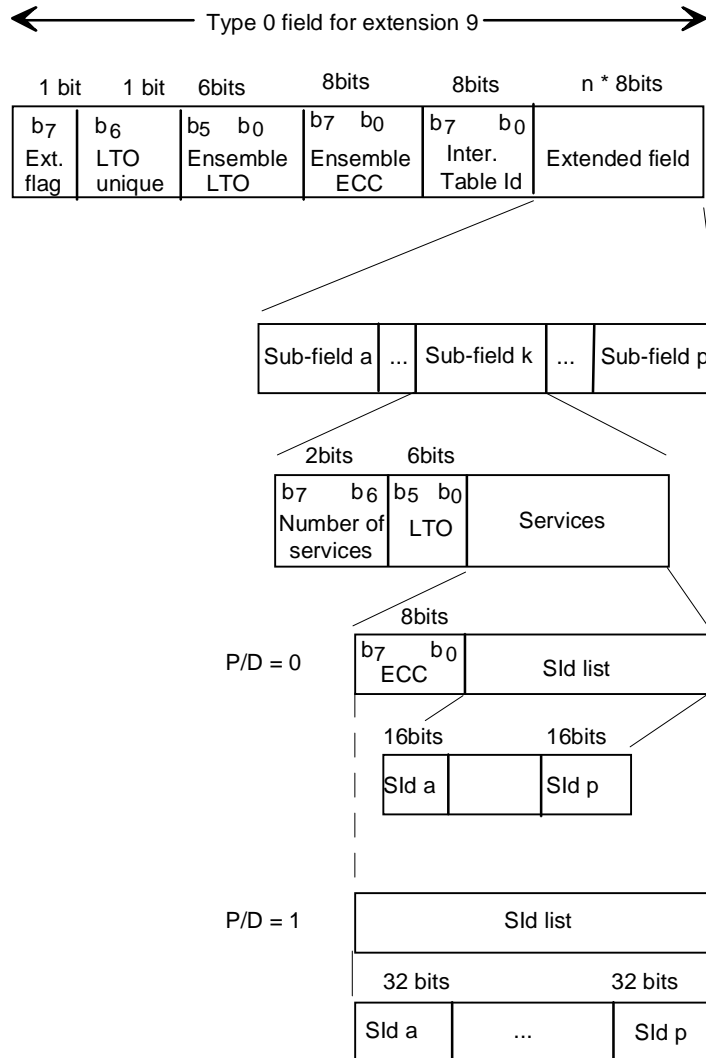 Type 0 field for extension 9
1 bit 1 bit 6bits 8bits 8bits n * 8bits
b7 b6 b5 b0 b7 b0 b7 b0
Ext. LTO Ensemble Ensemble Inter. Extended field
flag unique LTO ECC Table Id
Sub-field a ... Sub-field k ... Sub-field p
2bits 6bits
b7 b6 b5 b0
Number of LTO Services
services
8bits
P/D = 0 b7 b0
ECC SId list
16bits 16bits
SId a SId p
P/D = 1 SId list
32 bits 32 bits
SId a ... SId p